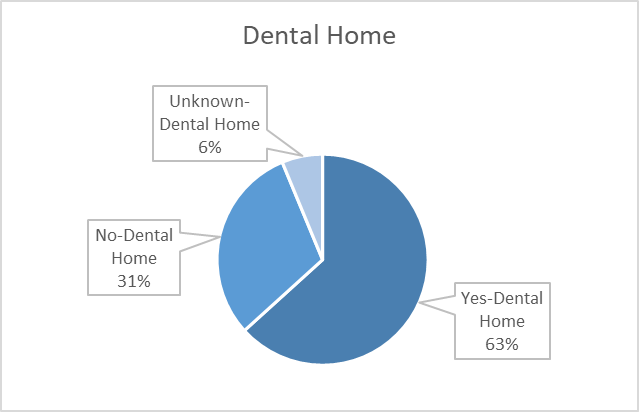 Dental Home
Unknown-
Dental Home
6%
No-Dental
Home
31%
Yes-Dental
Home
63%